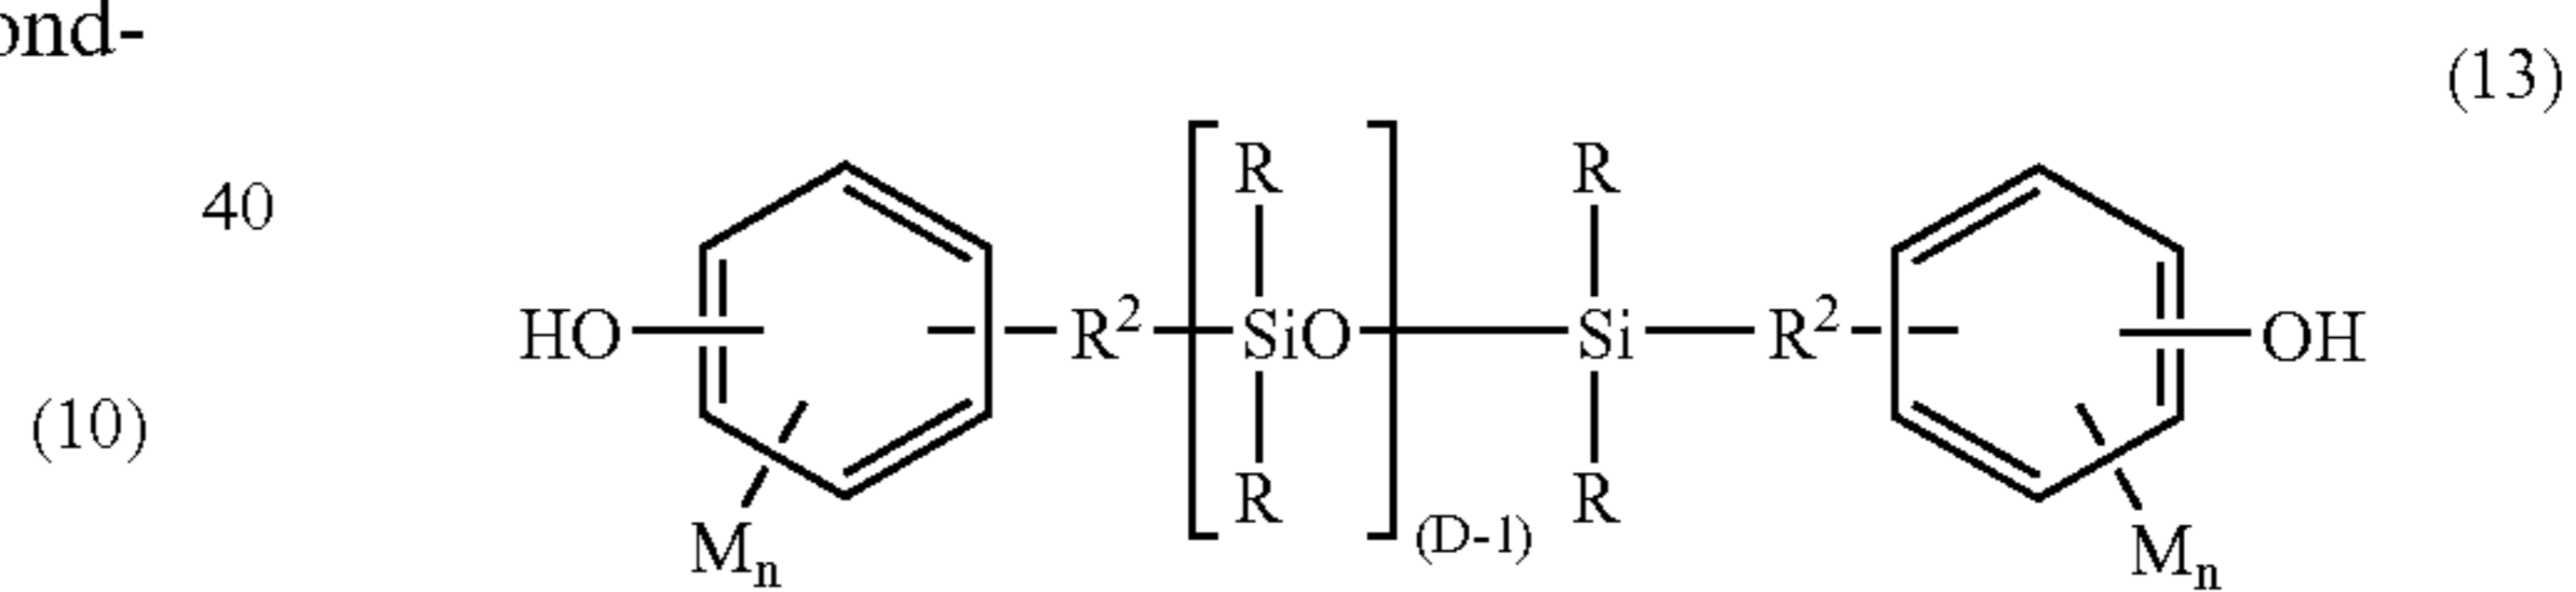 ond-
(13)
40
R R
HO R² SiO Si R² OH
(10)
R R
(D-1)
Mn Mn